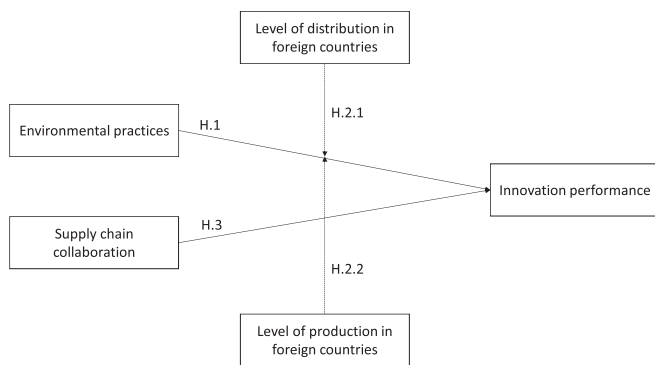 Level of distribution in
foreign countries
H.2.1
H.1
Environmental practices
Innovation performance
Supply chain
collaboration
H.3
H.2.2
Level of production in
foreign countries